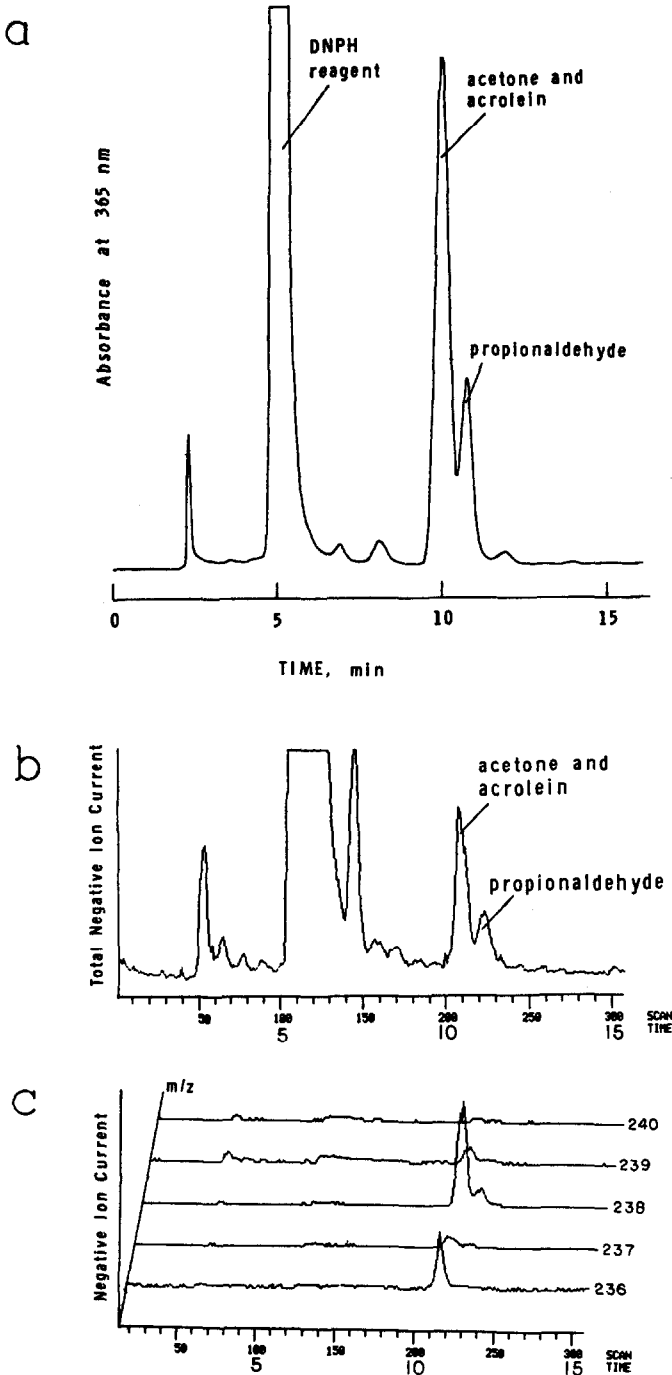 a
DNPH
reagent
acetone and
acrolein
propionaldehyde
Absorbance at 365 nm
0 5 10 15
TIME, min
b
Total Negative Ion Current
acetone and
acrolein
propionaldehyde
50 100 150 200 250 300 SCAN
5 10 15 TIME
c
Negative Ion Current
m/z
240
239
238
237
236
50 100 150 200 250 300 SCAN
5 10 15 TIME